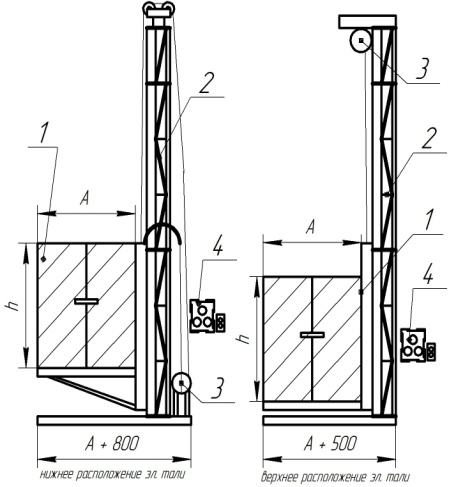 3
2
1
2
A
A
1
4
4
h
h
3
A + 800
A + 500
нижнее расположение эл. тали
верхнее расположение эл. тали